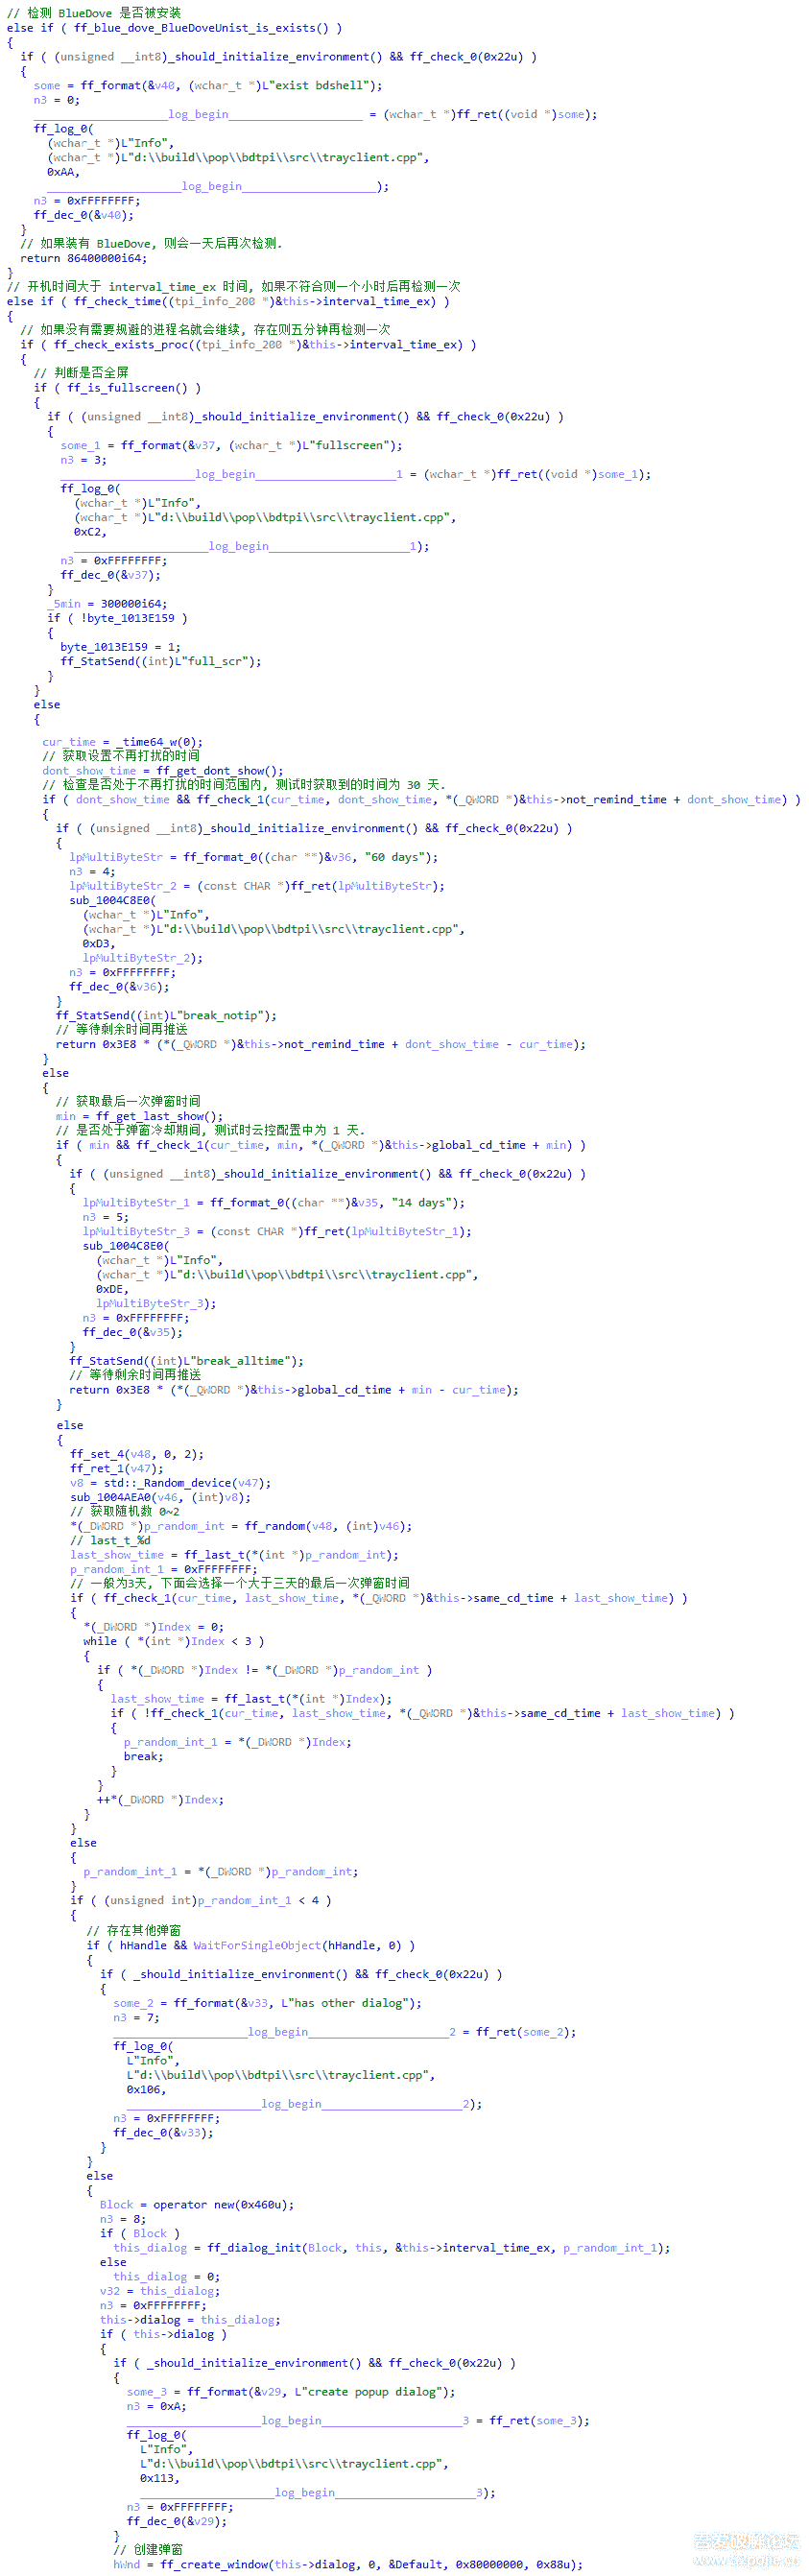 // 检测 BlueDove 是否被安装
else if ( ff_blue_dove_BlueDoveUnist_is_exists() )
{
  if ( (unsigned __int8)_should_initialize_environment() && ff_check_0(0x22u) )
  {
    some = ff_format(&v40, (wchar_t *)L"exist bdshell");
    n3 = 0;
    ____________________log_begin____________________ = (wchar_t *)ff_ret((void *)some);
    ff_log_0(
      (wchar_t *)L"Info",
      (wchar_t *)L"d:\\build\\pop\\bdtpi\\src\\trayclient.cpp",
      0xAA,
      ____________________log_begin____________________);
    n3 = 0xFFFFFFFF;
    ff_dec_0(&v40);
  }
  // 如果装有 BlueDove, 则会一天后再次检测.
  return 86400000i64;
}
// 开机时间大于 interval_time_ex 时间, 如果不符合则一个小时后再检测一次
else if ( ff_check_time((tpi_info_200 *)&this->interval_time_ex) )
{
  // 如果没有需要规避的进程名就会继续, 存在则五分钟再检测一次
  if ( ff_check_exists_proc((tpi_info_200 *)&this->interval_time_ex) )
  {
    // 判断是否全屏
    if ( ff_is_fullscreen() )
    {
      if ( (unsigned __int8)_should_initialize_environment() && ff_check_0(0x22u) )
      {
        some_1 = ff_format(&v37, (wchar_t *)L"fullscreen");
        n3 = 3;
        ____________________log_begin_____________________1 = (wchar_t *)ff_ret((void *)some_1);
        ff_log_0(
          (wchar_t *)L"Info",
          (wchar_t *)L"d:\\build\\pop\\bdtpi\\src\\trayclient.cpp",
          0xC2,
          ____________________log_begin_____________________1);
        n3 = 0xFFFFFFFF;
        ff_dec_0(&v37);
      }
      _5min = 300000i64;
      if ( !byte_1013E159 )
      {
        byte_1013E159 = 1;
        ff_StatSend((int)L"full_scr");
      }
    }
    else
    {
      cur_time = _time64_w(0);
      // 获取设置不再打扰的时间
      dont_show_time = ff_get_dont_show();
      // 检查是否处于不再打扰的时间范围内, 测试时获取到的时间为 30 天.
      if ( dont_show_time && ff_check_1(cur_time, dont_show_time, *(_QWORD *)&this->not_remind_time + dont_show_time) )
      {
        if ( (unsigned __int8)_should_initialize_environment() && ff_check_0(0x22u) )
        {
          lpMultiByteStr = ff_format_0((char **)&v36, "60 days");
          n3 = 4;
          lpMultiByteStr_2 = (const CHAR *)ff_ret(lpMultiByteStr);
          sub_1004C8E0(
            (wchar_t *)L"Info",
            (wchar_t *)L"d:\\build\\pop\\bdtpi\\src\\trayclient.cpp",
            0xD3,
            lpMultiByteStr_2);
          n3 = 0xFFFFFFFF;
          ff_dec_0(&v36);
        }
        ff_StatSend((int)L"break_notip");
        // 等待剩余时间再推送
        return 0x3E8 * (*(_QWORD *)&this->not_remind_time + dont_show_time - cur_time);
      }
      else
      {
        // 获取最后一次弹窗时间
        min = ff_get_last_show();
        // 是否处于弹窗冷却期间, 测试时云控配置中为 1 天.
        if ( min && ff_check_1(cur_time, min, *(_QWORD *)&this->global_cd_time + min) )
        {
          if ( (unsigned __int8)_should_initialize_environment() && ff_check_0(0x22u) )
          {
            lpMultiByteStr_1 = ff_format_0((char **)&v35, "14 days");
            n3 = 5;
            lpMultiByteStr_3 = (const CHAR *)ff_ret(lpMultiByteStr_1);
            sub_1004C8E0(
              (wchar_t *)L"Info",
              (wchar_t *)L"d:\\build\\pop\\bdtpi\\src\\trayclient.cpp",
              0xDE,
              lpMultiByteStr_3);
            n3 = 0xFFFFFFFF;
            ff_dec_0(&v35);
          }
          ff_StatSend((int)L"break_alltime");
          // 等待剩余时间再推送
          return 0x3E8 * (*(_QWORD *)&this->global_cd_time + min - cur_time);
        }
        else
        {
          ff_set_4(v48, 0, 2);
          ff_ret_1(v47);
          v8 = std::_Random_device(v47);
          sub_1004AEA0(v46, (int)v8);
          // 获取随机数 0~2
          *(_DWORD *)p_random_int = ff_random(v48, (int)v46);
          // last_t_%d
          last_show_time = ff_last_t(*(int *)p_random_int);
          p_random_int_1 = 0xFFFFFFFF;
          // 一般为3天, 下面会选择一个大于三天的最后一次弹窗时间
          if ( ff_check_1(cur_time, last_show_time, *(_QWORD *)&this->same_cd_time + last_show_time) )
          {
            *(_DWORD *)Index = 0;
            while ( *(int *)Index < 3 )
            {
              if ( *(_DWORD *)Index != *(_DWORD *)p_random_int )
              {
                last_show_time = ff_last_t(*(int *)Index);
                if ( !ff_check_1(cur_time, last_show_time, *(_QWORD *)&this->same_cd_time + last_show_time) )
                {
                  p_random_int_1 = *(_DWORD *)Index;
                  break;
                }
              }
              ++*(_DWORD *)Index;
            }
          }
          else
          {
            p_random_int_1 = *(_DWORD *)p_random_int;
          }
          if ( (unsigned int)p_random_int_1 < 4 )
          {
            // 存在其他弹窗
            if ( hHandle && WaitForSingleObject(hHandle, 0) )
            {
              if ( _should_initialize_environment() && ff_check_0(0x22u) )
              {
                some_2 = ff_format(&v33, L"has other dialog");
                n3 = 7;
                ____________________log_begin_____________________2 = ff_ret(some_2);
                ff_log_0(
                  L"Info",
                  L"d:\\build\\pop\\bdtpi\\src\\trayclient.cpp",
                  0x106,
                  ____________________log_begin_____________________2);
                n3 = 0xFFFFFFFF;
                ff_dec_0(&v33);
              }
            }
            else
            {
              Block = operator new(0x460u);
              n3 = 8;
              if ( Block )
                this_dialog = ff_dialog_init(Block, this, &this->interval_time_ex, p_random_int_1);
              else
                this_dialog = 0;
              v32 = this_dialog;
              n3 = 0xFFFFFFFF;
              this->dialog = this_dialog;
              if ( this->dialog )
              {
                if ( _should_initialize_environment() && ff_check_0(0x22u) )
                {
                  some_3 = ff_format(&v29, L"create popup dialog");
                  n3 = 0xA;
                  ____________________log_begin_____________________3 = ff_ret(some_3);
                  ff_log_0(
                    L"Info",
                    L"d:\\build\\pop\\bdtpi\\src\\trayclient.cpp",
                    0x113,
                    ____________________log_begin_____________________3);
                  n3 = 0xFFFFFFFF;
                  ff_dec_0(&v29);
                }
                // 创建弹窗
                hWnd = ff_create_window(this->dialog, 0, &Default, 0x80000000, 0x88u);
吾爱破解论坛
www.52pojie.cn